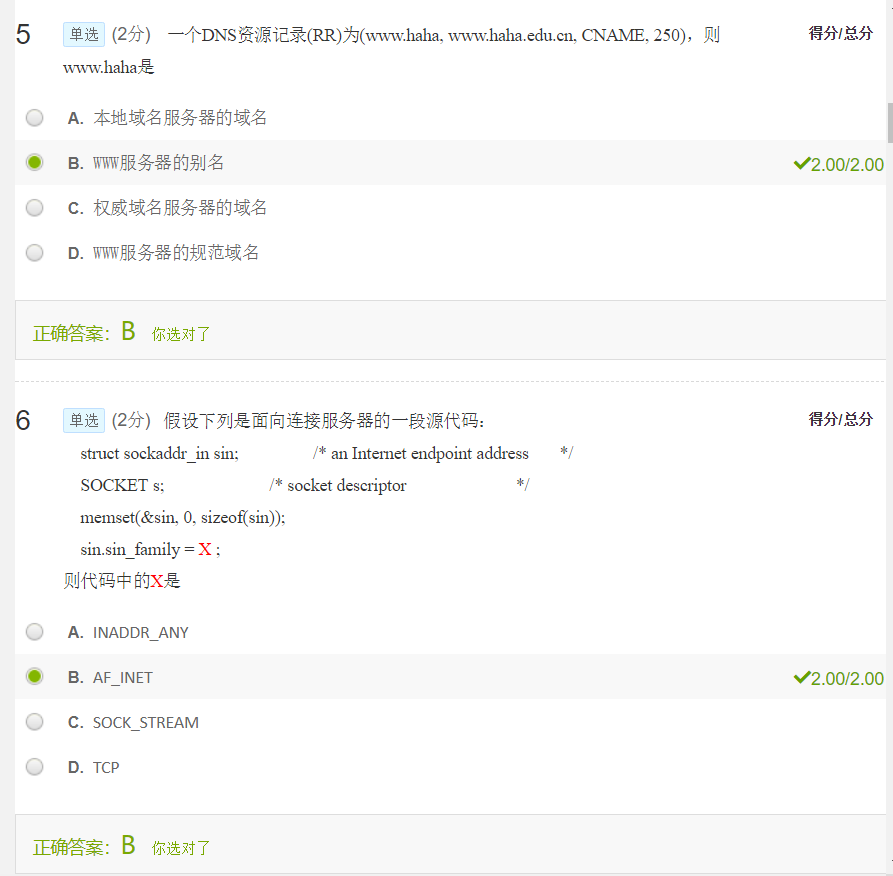 5 单选 (2分) 一个DNS资源记录(RR)为(www.haha, www.haha.edu.cn, CNAME, 250)，则 得分/总分
www.haha是
A. 本地域名服务器的域名
B. WWW服务器的别名 2.00/2.00
C. 权威域名服务器的域名
D. WWW服务器的规范域名
正确答案：B 你选对了
6 单选 (2分) 假设下列是面向连接服务器的一段源代码： 得分/总分
struct sockaddr_in sin; /* an Internet endpoint address */
SOCKET s; /* socket descriptor */
memset(&sin, 0, sizeof(sin));
sin.sin_family = X ;
则代码中的X是
A. INADDR_ANY
B. AF_INET 2.00/2.00
C. SOCK_STREAM
D. TCP
正确答案：B 你选对了